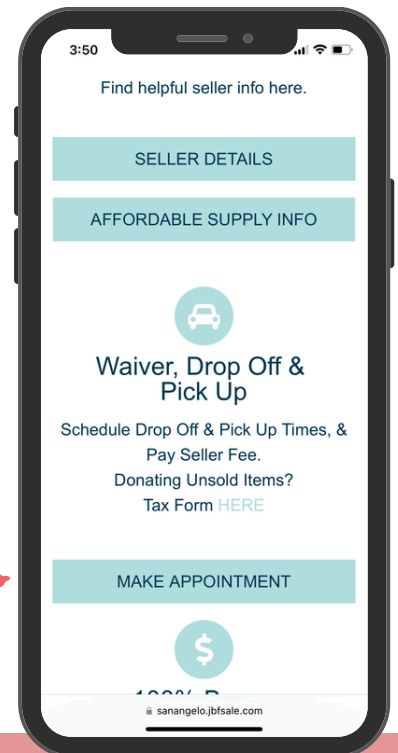 3:50
Find helpful seller info here.
SELLER DETAILS
AFFORDABLE SUPPLY INFO
Waiver, Drop Off &
Pick Up
Schedule Drop Off & Pick Up Times, &
Pay Seller Fee.
Donating Unsold Items?
Tax Form HERE
MAKE APPOINTMENT
$
100%
sanangelo.jbfsale.com